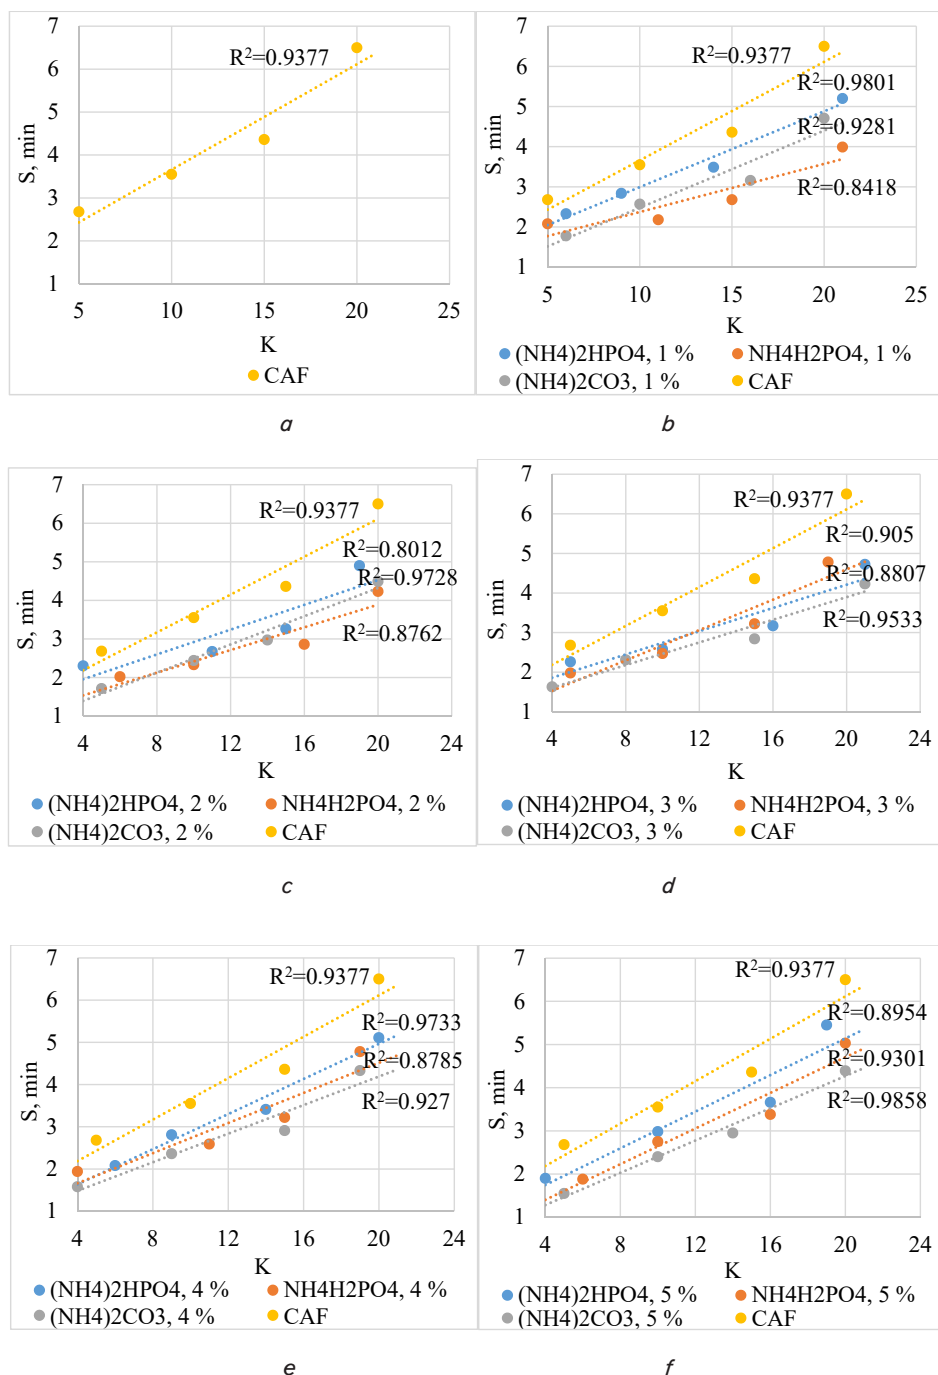 7
6
5
4
3
2
1
5 10 15 20 25
S, min
K
R²=0.9377
CAF
a
7
6
5
4
3
2
1
5 10 15 20 25
S, min
K
R²=0.9377
R²=0.9801
R²=0.9281
R²=0.8418
(NH4)2HPO4, 1 % NH4H2PO4, 1 %
(NH4)2CO3, 1 % CAF
b
7
6
5
4
3
2
1
4 8 12 16 20 24
S, min
K
R²=0.9377
R²=0.8012
R²=0.9728
R²=0.8762
(NH4)2HPO4, 2 % NH4H2PO4, 2 %
(NH4)2CO3, 2 % CAF
c
7
6
5
4
3
2
1
4 8 12 16 20 24
S, min
K
R²=0.9377
R²=0.905
R²=0.8807
R²=0.9533
(NH4)2HPO4, 3 % NH4H2PO4, 3 %
(NH4)2CO3, 3 % CAF
d
7
6
5
4
3
2
1
4 8 12 16 20 24
S, min
K
R²=0.9377
R²=0.9733
R²=0.8785
R²=0.927
(NH4)2HPO4, 4 % NH4H2PO4, 4 %
(NH4)2CO3, 4 % CAF
e
7
6
5
4
3
2
1
4 8 12 16 20 24
S, min
K
R²=0.9377
R²=0.8954
R²=0.9301
R²=0.9858
(NH4)2HPO4, 5 % NH4H2PO4, 5 %
(NH4)2CO3, 5 % CAF
f